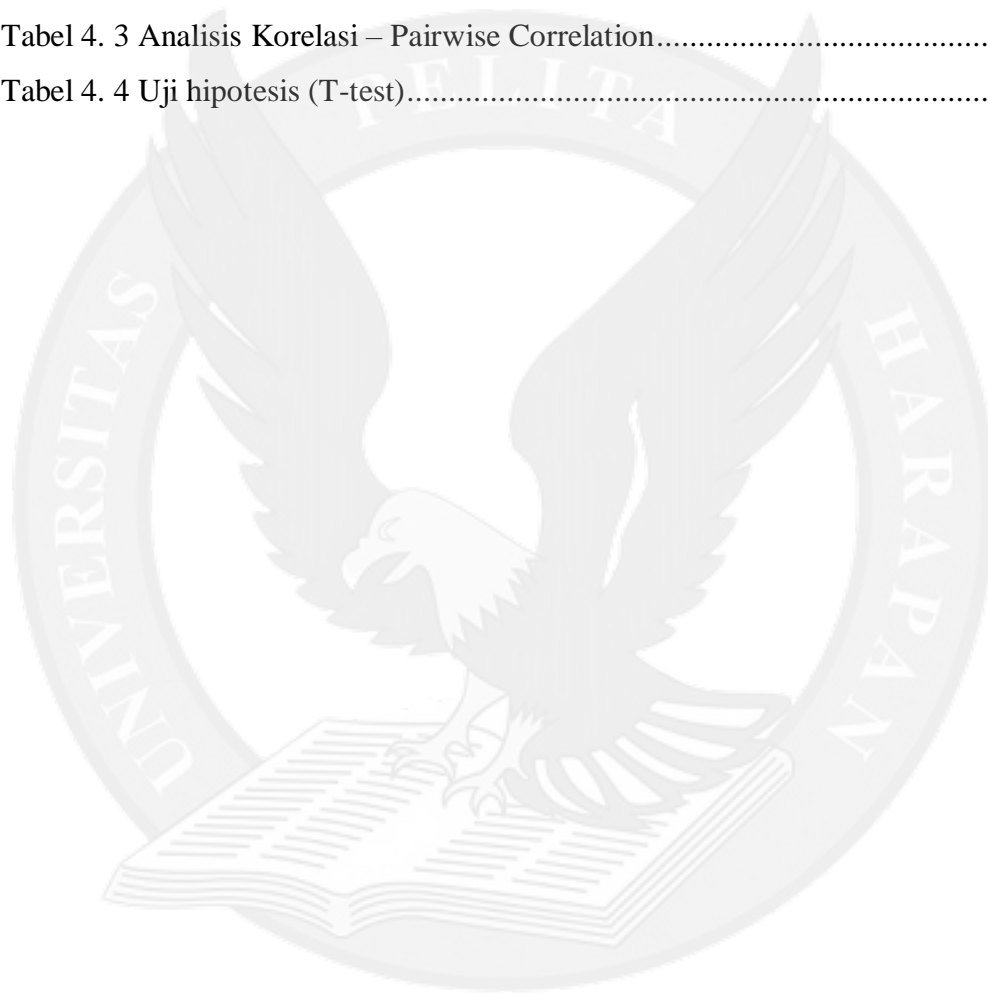 Tabel 4. 3 Analisis Korelasi – Pairwise Correlation.....................................
Tabel 4. 4 Uji hipotesis (T-test)..................................................................
UNIVERSITAS PELITA HARAPAN